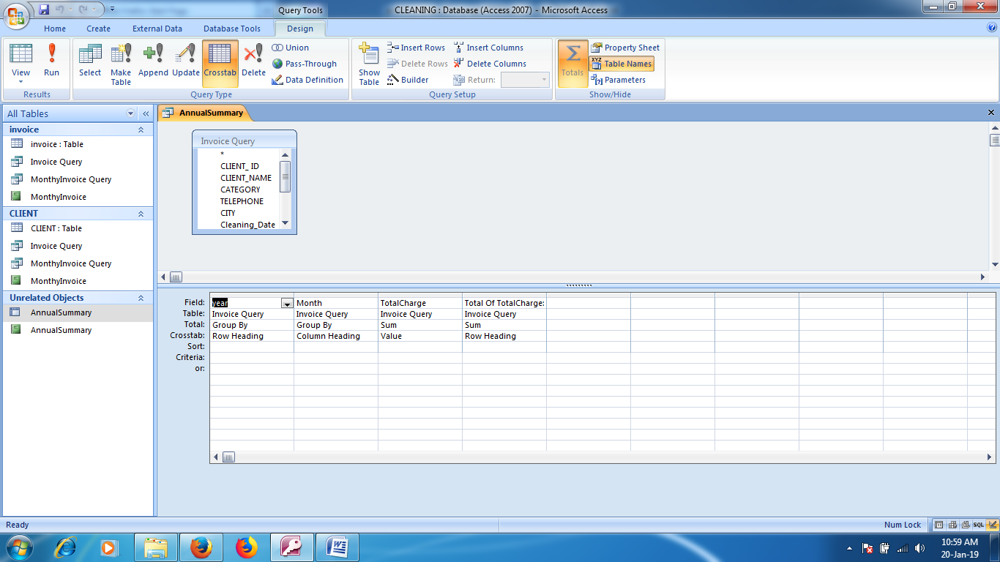 Query Tools
CLEANING : Database (Access 2007) - Microsoft Access
Home Create External Data Database Tools Design
View Run
Results
Select Make Table Append Update Crosstab Delete
Union
Pass-Through
Data Definition
Query Type
Show Table
Insert Rows
Delete Rows
Builder
Insert Columns
Delete Columns
Return:
Query Setup
Totals
Property Sheet
XYZ Table Names
Parameters
Show/Hide
All Tables
invoice
invoice : Table
Invoice Query
MonthyInvoice Query
MonthyInvoice
CLIENT
CLIENT : Table
Invoice Query
MonthyInvoice Query
MonthyInvoice
Unrelated Objects
AnnualSummary
AnnualSummary
AnnualSummary
Invoice Query
*
CLIENT_ ID
CLIENT_NAME
CATEGORY
TELEPHONE
CITY
Cleaning_Date
Field: year Month TotalCharge Total Of TotalCharge:
Table: Invoice Query Invoice Query Invoice Query Invoice Query
Total: Group By Group By Sum Sum
Crosstab: Row Heading Column Heading Value Row Heading
Sort:
Criteria:
or:
Ready
Num Lock
SQL
10:59 AM
20-Jan-19